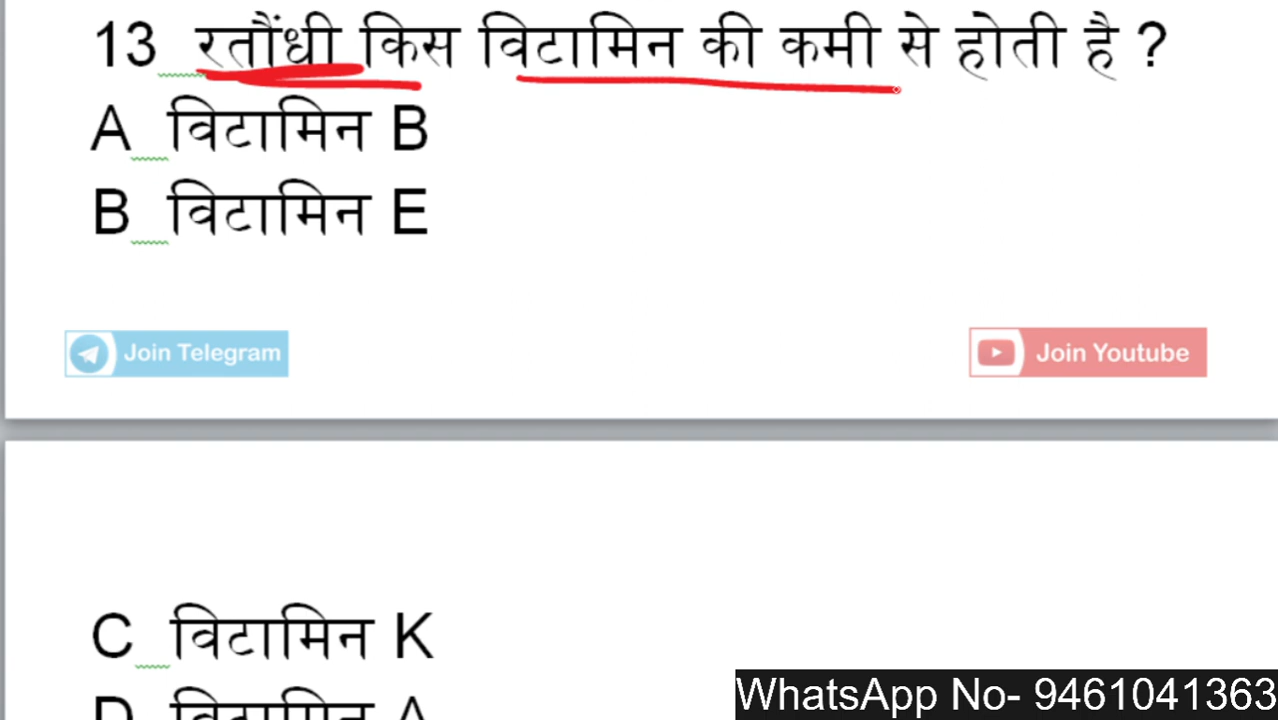 13 रतौंधी किस विटामिन की कमी से होती है ?
A विटामिन B
B विटामिन E
Join Telegram
Join Youtube
C विटामिन K
D विटामिन A
WhatsApp No- 9461041363